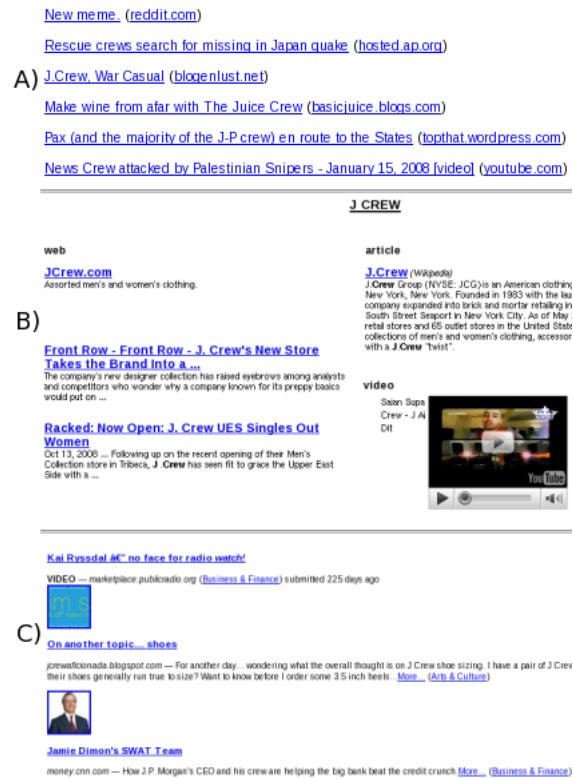 New meme. (reddit.com)
Rescue crews search for missing in Japan quake (hosted.ap.org)
A) J.Crew, War Casual (blogenlust.net)
Make wine from afar with The Juice Crew (basicjuice.blogs.com)
Pax (and the majority of the J-P crew) en route to the States (topthat.wordpress.com)
News Crew attacked by Palestinian Snipers - January 15, 2008 [video] (youtube.com)
J CREW
web
JCrew.com
Assorted men's and women's clothing.
B)
Front Row - Front Row - J. Crew's New Store
Takes the Brand Into a ...
The company's new designer collection has raised eyebrows among analysts
and competitors who wonder why a company known for its preppy basics
would put on ...
Racked: Now Open: J. Crew UES Singles Out
Women
Oct 13, 2008 ... Following up on the recent opening of their Men's
Collection store in Tribeca, J .Crew has seen fit to grace the Upper East
Side with a ...
article
J.Crew (Wikipedia)
J.Crew Group (NYSE: JCG) is an American clothing
New York, New York. Founded in 1983 with the lau
company expanded into brick and mortar retailing in
South Street Seaport in New York City. As of May
retail stores and 65 outlet stores in the United State
collections of men's and women's clothing, accessor
with a J.Crew "twist".
video
Saian Supa
Crew - J Ai
Dit
YouTube
Kai Ryssdal â€" no face for radio watch!
VIDEO — marketplace.publicradio.org (Business & Finance) submitted 225 days ago
C)
On another topic.... shoes
jcrewaficionada.blogspot.com — For another day... wondering what the overall thought is on J Crew shoe sizing. I have a pair of J Crew
their shoes generally run true to size? Want to know before I order some 3.5 inch heels...More... (Arts & Culture)
Jamie Dimon's SWAT Team
money.cnn.com — How J.P. Morgan's CEO and his crew are helping the big bank beat the credit crunch.More... (Business & Finance)